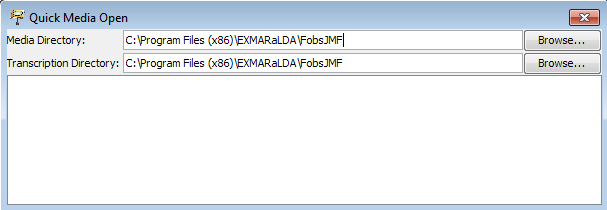 Quick Media Open
Media Directory: C:\Program Files (x86)\EXMARaLDA\FobsJMF Browse...
Transcription Directory: C:\Program Files (x86)\EXMARaLDA\FobsJMF Browse...